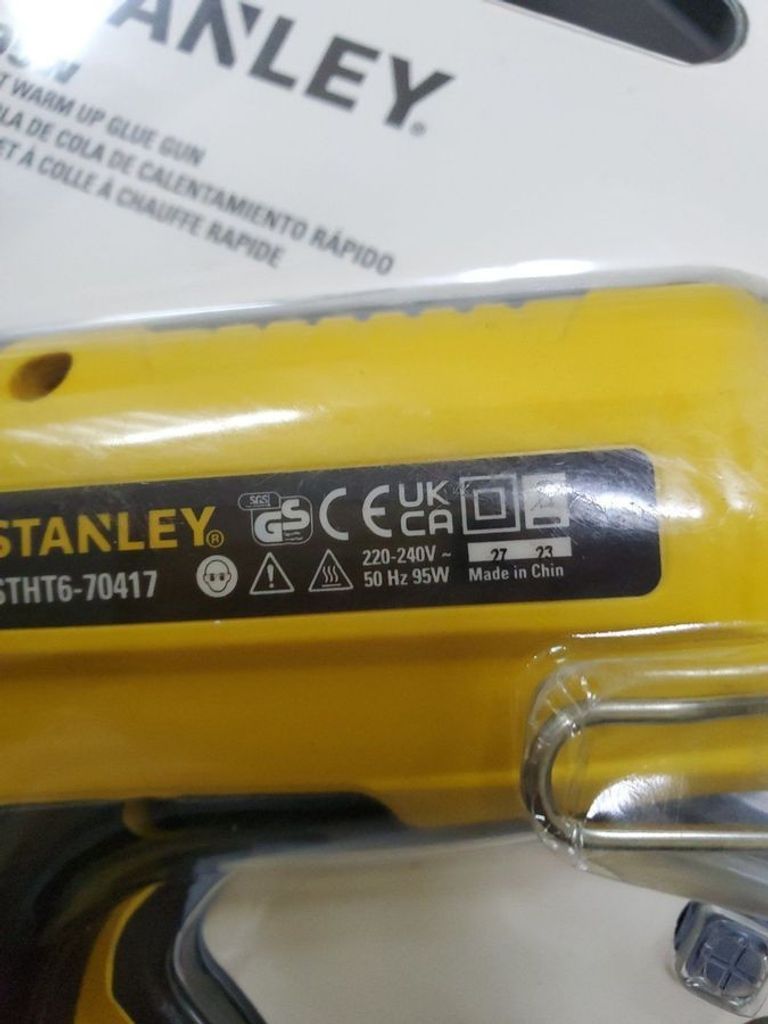 ANLEY®
T WARM UP GLUE GUN
LA DE COLA DE CALENTAMIENTO RÁPIDO
ET À COLLE À CHAUFFE RAPIDE
STANLEY®
STHT6-70417
SGS
GS
CE
UK
CA
220-240V ~
50 Hz 95W
27 23
Made in Chin